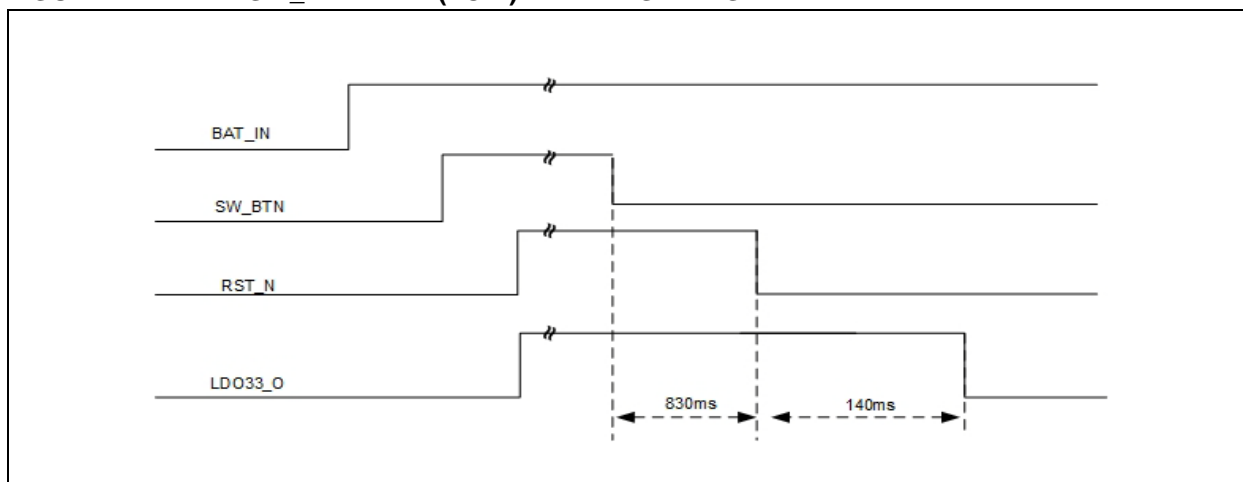 BAT_IN
SW_BTN
RST_N
LDO33_O
830ms
140ms